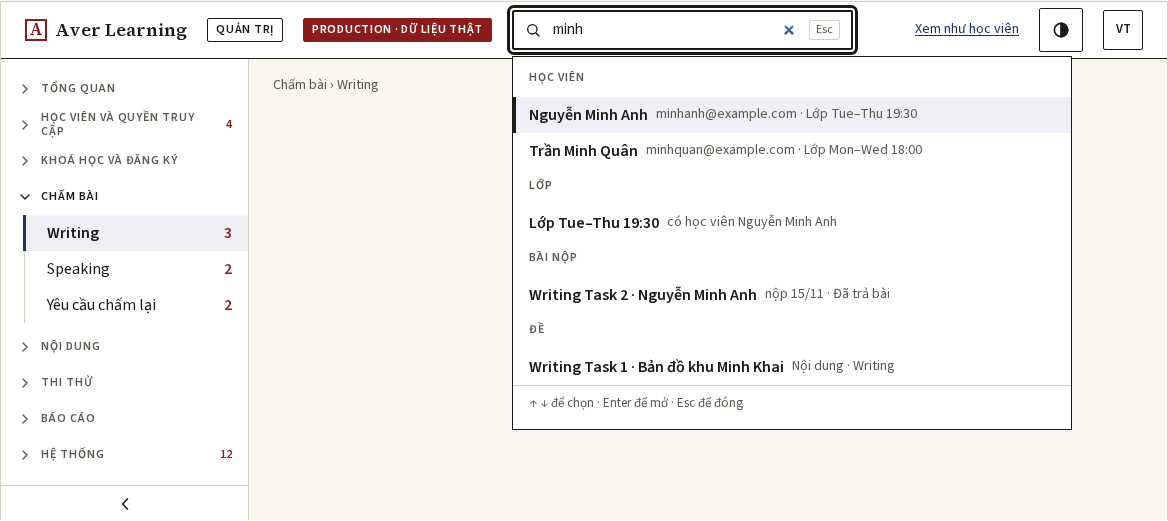 A Aver Learning
QUẢN TRỊ
PRODUCTION · DỮ LIỆU THẬT
minh
Esc
Xem như học viên
VT
TỔNG QUAN
HỌC VIÊN VÀ QUYỀN TRUY
CẬP
4
KHOÁ HỌC VÀ ĐĂNG KÝ
CHẤM BÀI
Writing 3
Speaking 2
Yêu cầu chấm lại 2
NỘI DUNG
THI THỬ
BÁO CÁO
HỆ THỐNG 12
Chấm bài › Writing
HỌC VIÊN
Nguyễn Minh Anh minhanh@example.com · Lớp Tue–Thu 19:30
Trần Minh Quân minhquan@example.com · Lớp Mon–Wed 18:00
LỚP
Lớp Tue–Thu 19:30 có học viên Nguyễn Minh Anh
BÀI NỘP
Writing Task 2 · Nguyễn Minh Anh nộp 15/11 · Đã trả bài
ĐỀ
Writing Task 1 · Bản đồ khu Minh Khai Nội dung · Writing
↑ ↓ để chọn · Enter để mở · Esc để đóng